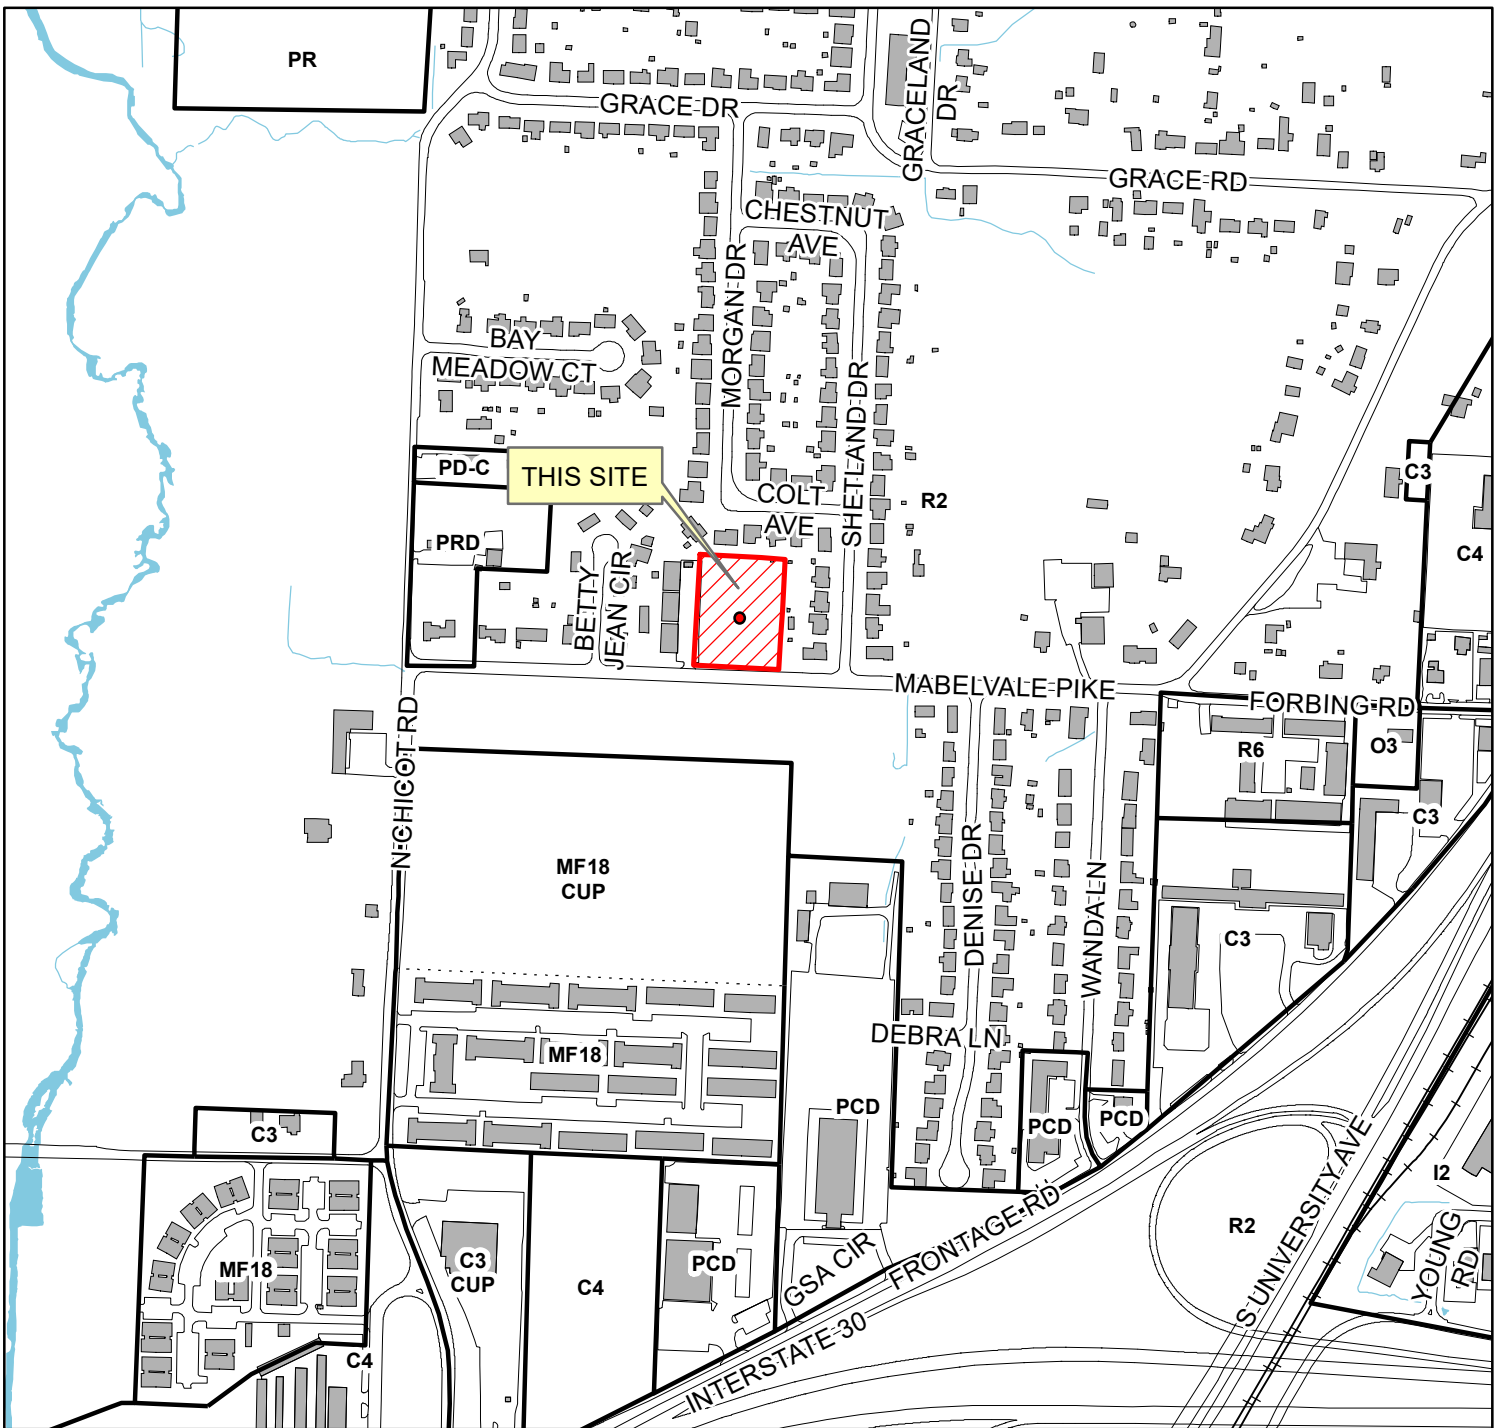 PR
GRACE DR
GRACELAND
DR
GRACE RD
CHESTNUT
AVE
MORGAN DR
BAY
MEADOW CT
SHETLAND DR
PD-C
THIS SITE
COLT
AVE
R2
C3
C4
PRD
BETTY
JEAN CIR
MABELVALE PIKE
FORBING RD
N CHICOT RD
R6
O3
C3
MF18
CUP
DENISE DR
WANDA LN
C3
DEBRA LN
MF18
PCD
PCD
PCD
C3
S UNIVERSITY AVE
I2
R2
YOUNG
RD
MF18
C3
CUP
C4
PCD
GSA CIR
FRONTAGE RD
INTERSTATE 30
C4